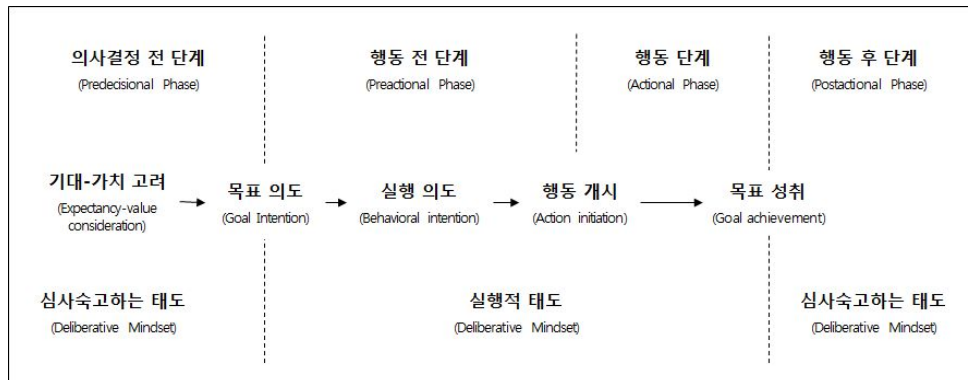 의사결정 전 단계
(Predecisional Phase)
행동 전 단계
(Preactional Phase)
행동 단계
(Actional Phase)
행동 후 단계
(Postactional Phase)
기대-가치 고려
(Expectancy-value
consideration)
목표 의도
(Goal Intention)
실행 의도
(Behavioral intention)
행동 개시
(Action initiation)
목표 성취
(Goal achievement)
심사숙고하는 태도
(Deliberative Mindset)
실행적 태도
(Deliberative Mindset)
심사숙고하는 태도
(Deliberative Mindset)